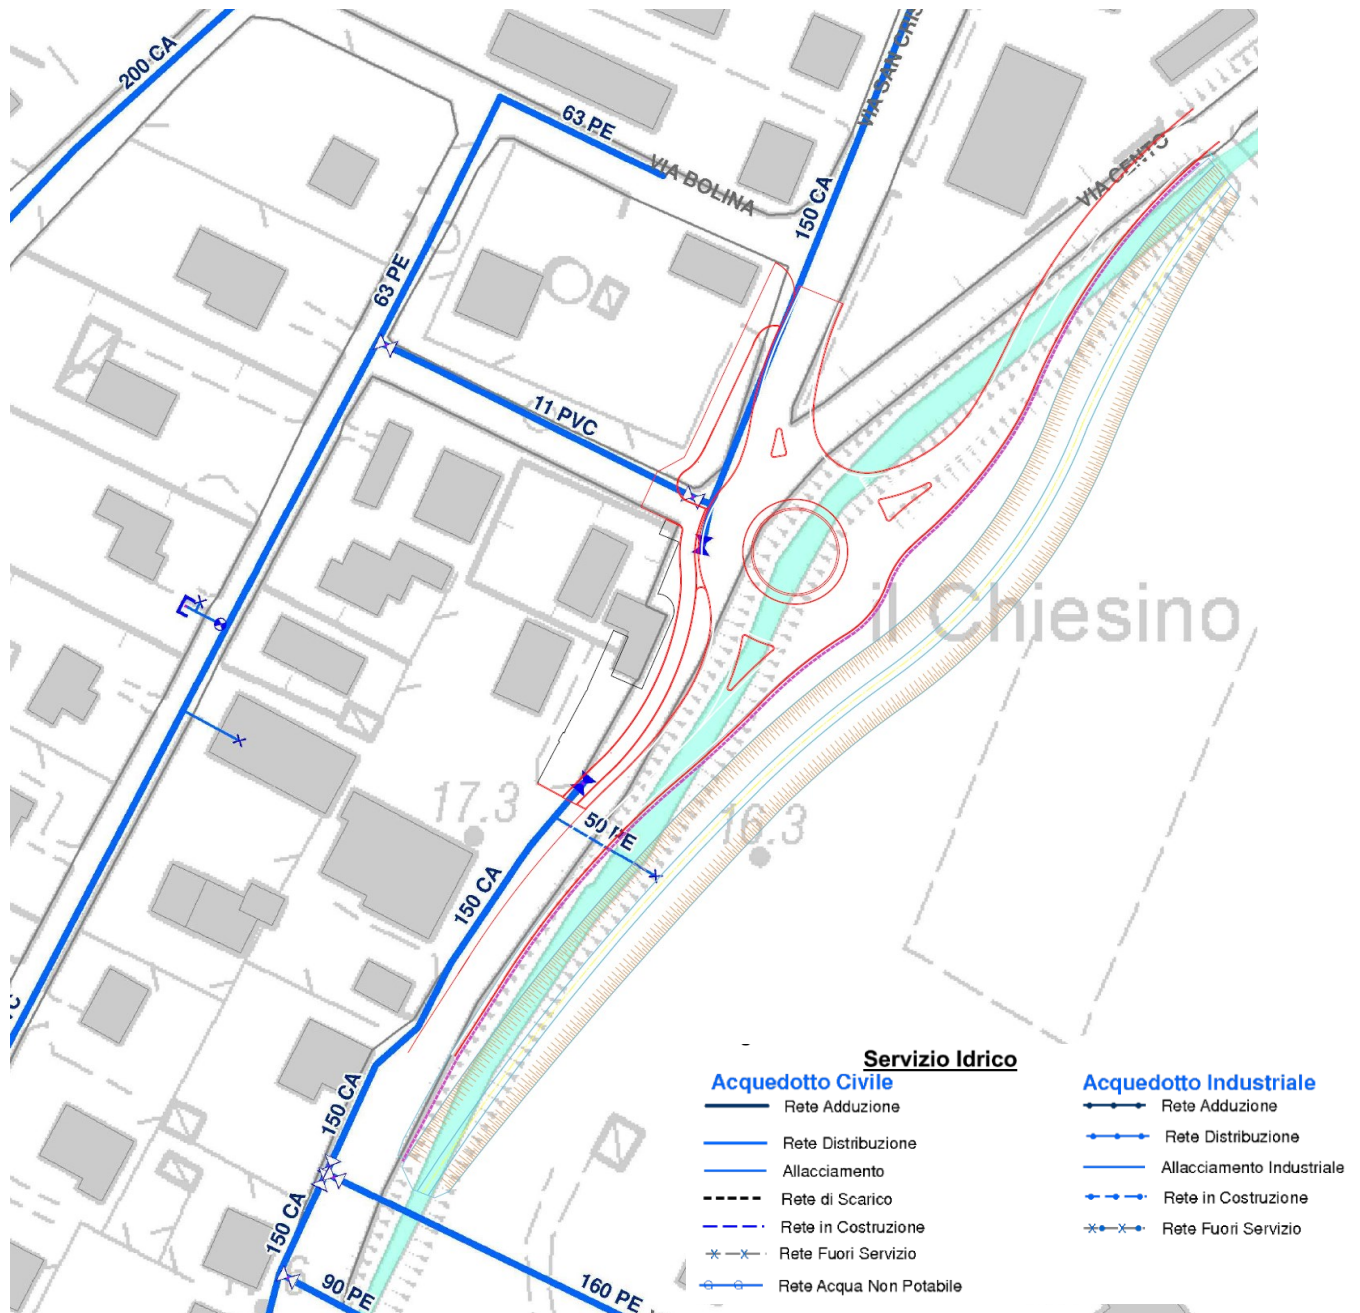 200 CA
63 PE
VIA BOLINA
VIA SAN CHIS
150 CA
VIA CENTO
63 PE
11 PVC
il Chiesino
17.3
16.3
50 PE
150 CA
150 CA
150 CA
90 PE
160 PE
Servizio Idrico
Acquedotto Civile
Rete Adduzione
Rete Distribuzione
Allacciamento
Rete di Scarico
Rete in Costruzione
Rete Fuori Servizio
Rete Acqua Non Potabile
Acquedotto Industriale
Rete Adduzione
Rete Distribuzione
Allacciamento Industriale
Rete in Costruzione
Rete Fuori Servizio